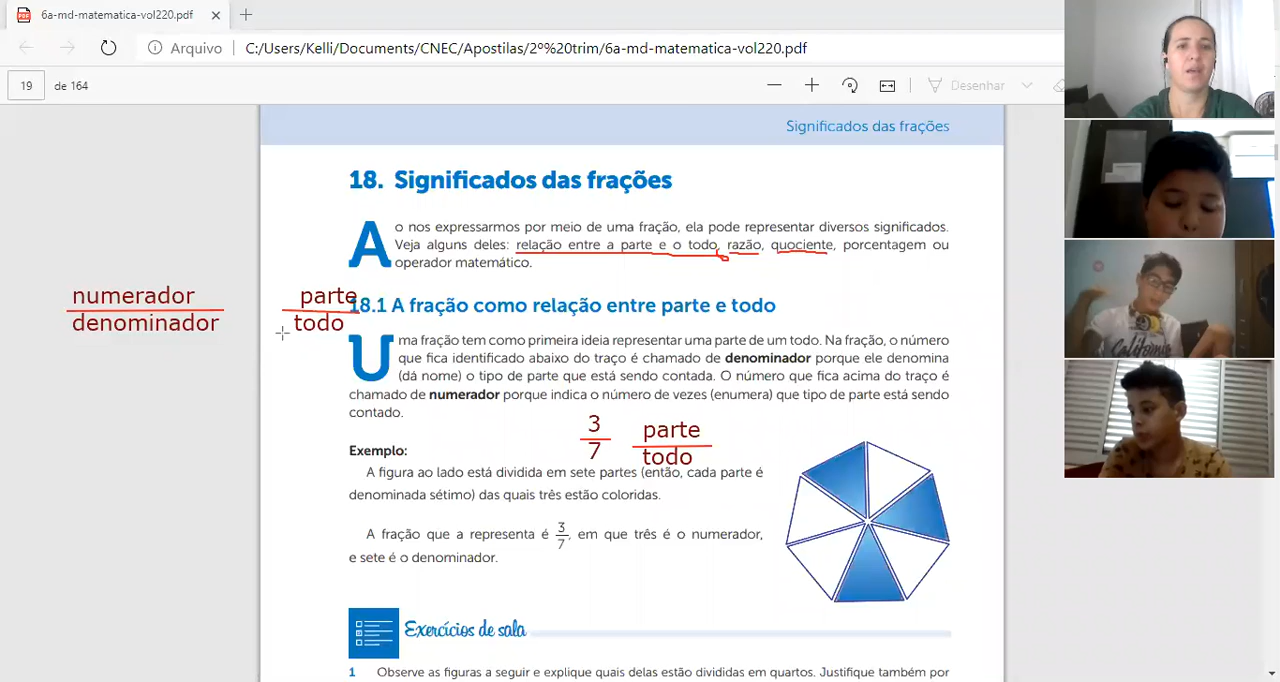 6a-md-matematica-vol220.pdf
Arquivo
C:/Users/Kelli/Documents/CNEC/Apostilas/2º%20trim/6a-md-matematica-vol220.pdf
19
de 164
Desenhar
Significados das frações
18. Significados das frações
Ao nos expressarmos por meio de uma fração, ela pode representar diversos significados.
Veja alguns deles: relação entre a parte e o todo, razão, quociente, porcentagem ou
operador matemático.
numerador
denominador
parte
todo
18.1 A fração como relação entre parte e todo
Uma fração tem como primeira ideia representar uma parte de um todo. Na fração, o número
que fica identificado abaixo do traço é chamado de denominador porque ele denomina
(dá nome) o tipo de parte que está sendo contada. O número que fica acima do traço é
chamado de numerador porque indica o número de vezes (enumera) que tipo de parte está sendo
contado.
3
7
parte
todo
Exemplo:
A figura ao lado está dividida em sete partes (então, cada parte é
denominada sétimo) das quais três estão coloridas.
A fração que a representa é 3/7, em que três é o numerador,
e sete é o denominador.
Exercícios de sala
1 Observe as figuras a seguir e explique quais delas estão divididas em quartos. Justifique também por
California